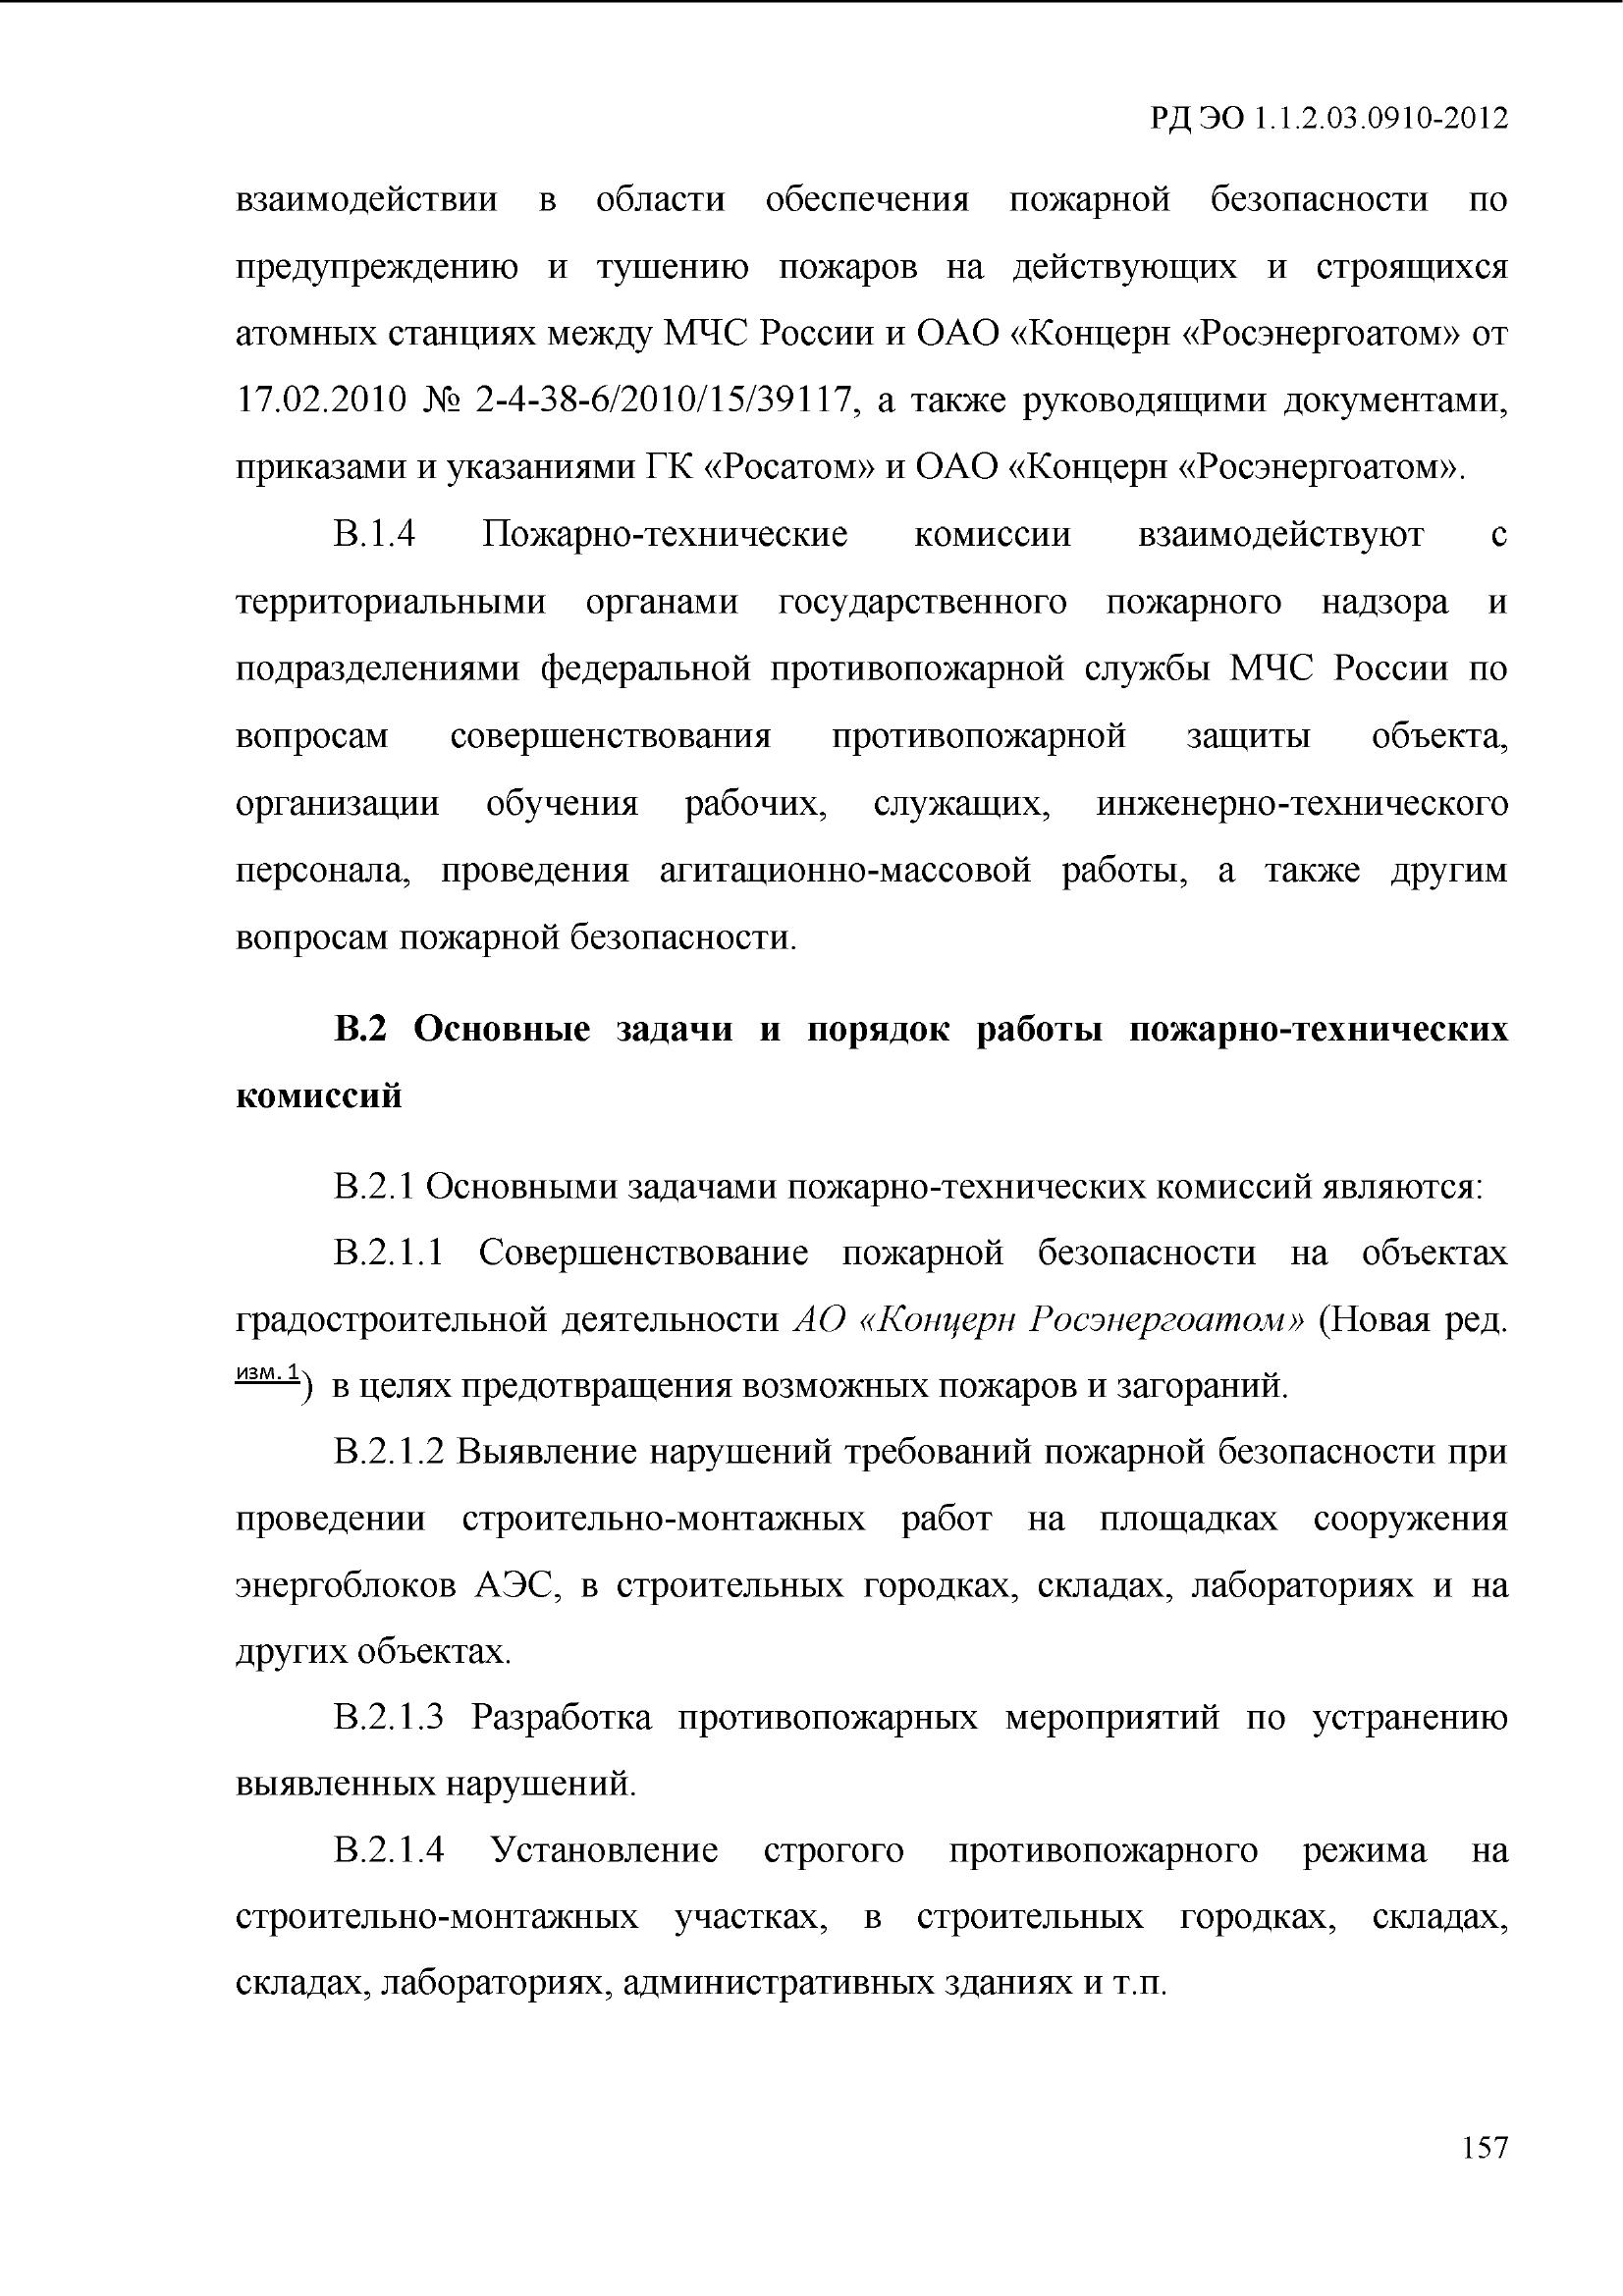 РД ЭО 1.1.2.03.0910-2012
взаимодействии в области обеспечения пожарной безопасности по
предупреждению и тушению пожаров на действующих и строящихся
атомных станциях между МЧС России и ОАО «Концерн «Росэнергоатом» от
17.02.2010 № 2-4-38-6/2010/15/39117, а также руководящими документами,
приказами и указаниями ГК «Росатом» и ОАО «Концерн «Росэнергоатом».
В.1.4 Пожарно-технические комиссии взаимодействуют с
территориальными органами государственного пожарного надзора и
подразделениями федеральной противопожарной службы МЧС России по
вопросам совершенствования противопожарной защиты объекта,
организации обучения рабочих, служащих, инженерно-технического
персонала, проведения агитационно-массовой работы, а также другим
вопросам пожарной безопасности.
В.2 Основные задачи и порядок работы пожарно-технических
комиссий
В.2.1 Основными задачами пожарно-технических комиссий являются:
В.2.1.1 Совершенствование пожарной безопасности на объектах
градостроительной деятельности АО «Концерн Росэнергоатом» (Новая ред.
изм. 1) в целях предотвращения возможных пожаров и загораний.
В.2.1.2 Выявление нарушений требований пожарной безопасности при
проведении строительно-монтажных работ на площадках сооружения
энергоблоков АЭС, в строительных городках, складах, лабораториях и на
других объектах.
В.2.1.3 Разработка противопожарных мероприятий по устранению
выявленных нарушений.
В.2.1.4 Установление строгого противопожарного режима на
строительно-монтажных участках, в строительных городках, складах,
складах, лабораториях, административных зданиях и т.п.
157